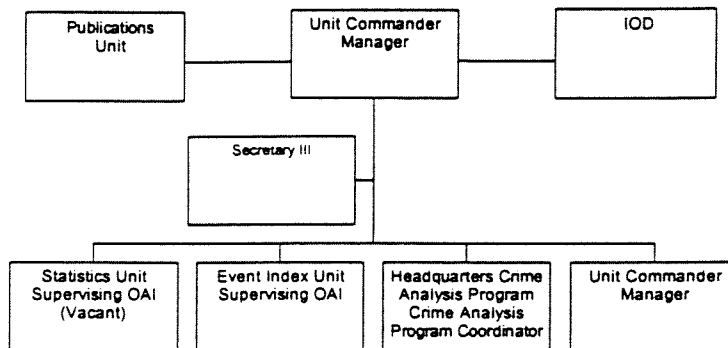 Publications
Unit
Unit Commander
Manager
IOD
Secretary III
Statistics Unit
Supervising OAI
(Vacant)
Event Index Unit
Supervising OAI
Headquarters Crime
Analysis Program
Crime Analysis
Program Coordinator
Unit Commander
Manager